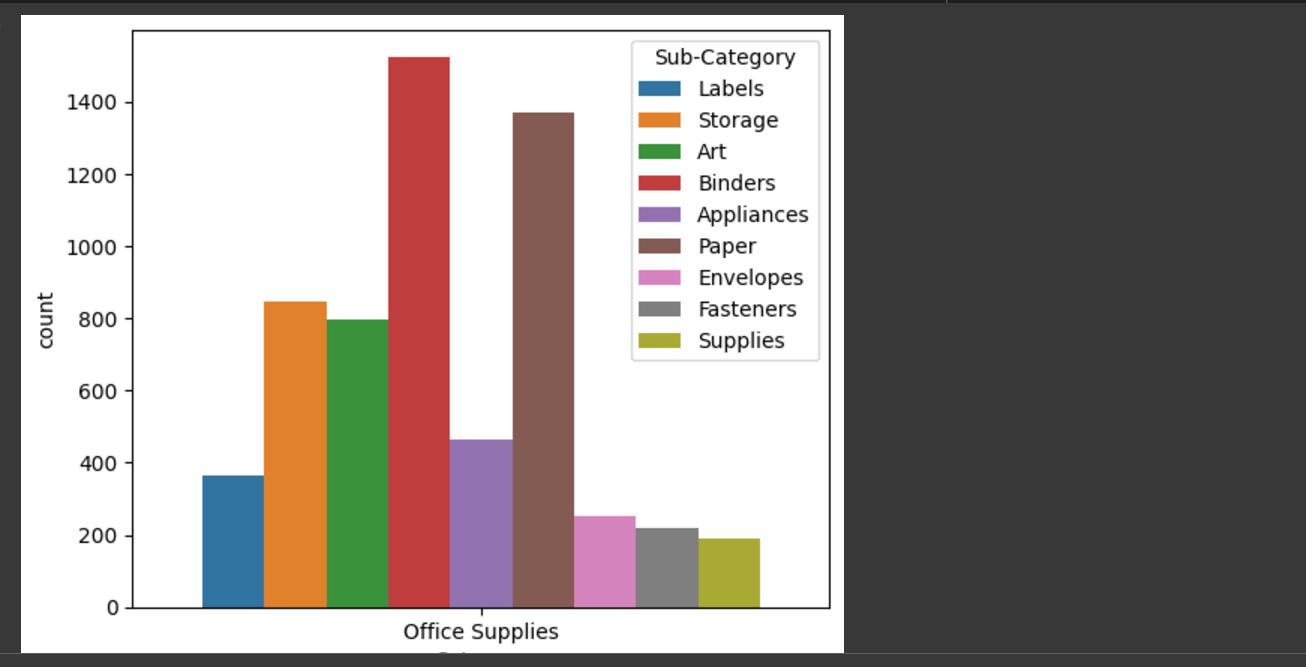 Sub-Category
Labels
Storage
Art
Binders
Appliances
Paper
Envelopes
Fasteners
Supplies
1400
1200
1000
800
600
400
200
0
count
Office Supplies